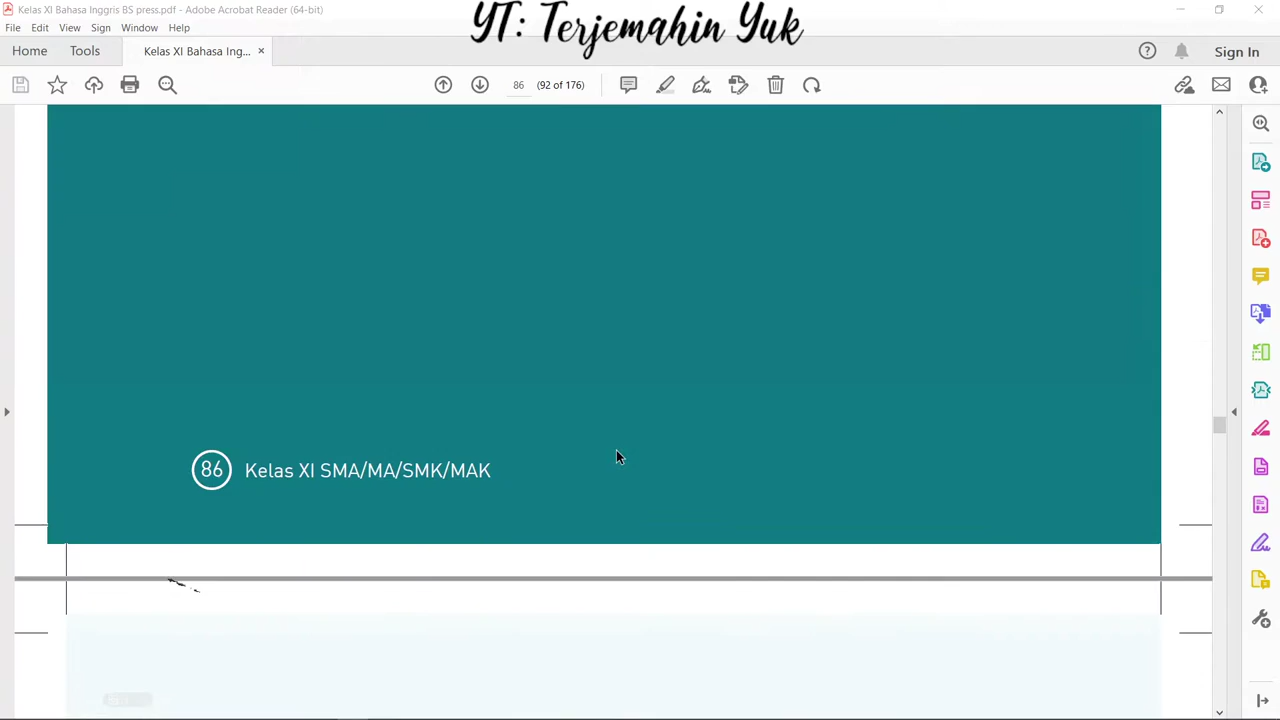 Kelas XI Bahasa Inggris BS press.pdf - Adobe Acrobat Reader (64-bit)
YT: Terjemahin Yuk
File Edit View Sign Window Help
Home Tools Kelas XI Bahasa Ing... × Sign In
86 (92 of 176)
86 Kelas XI SMA/MA/SMK/MAK